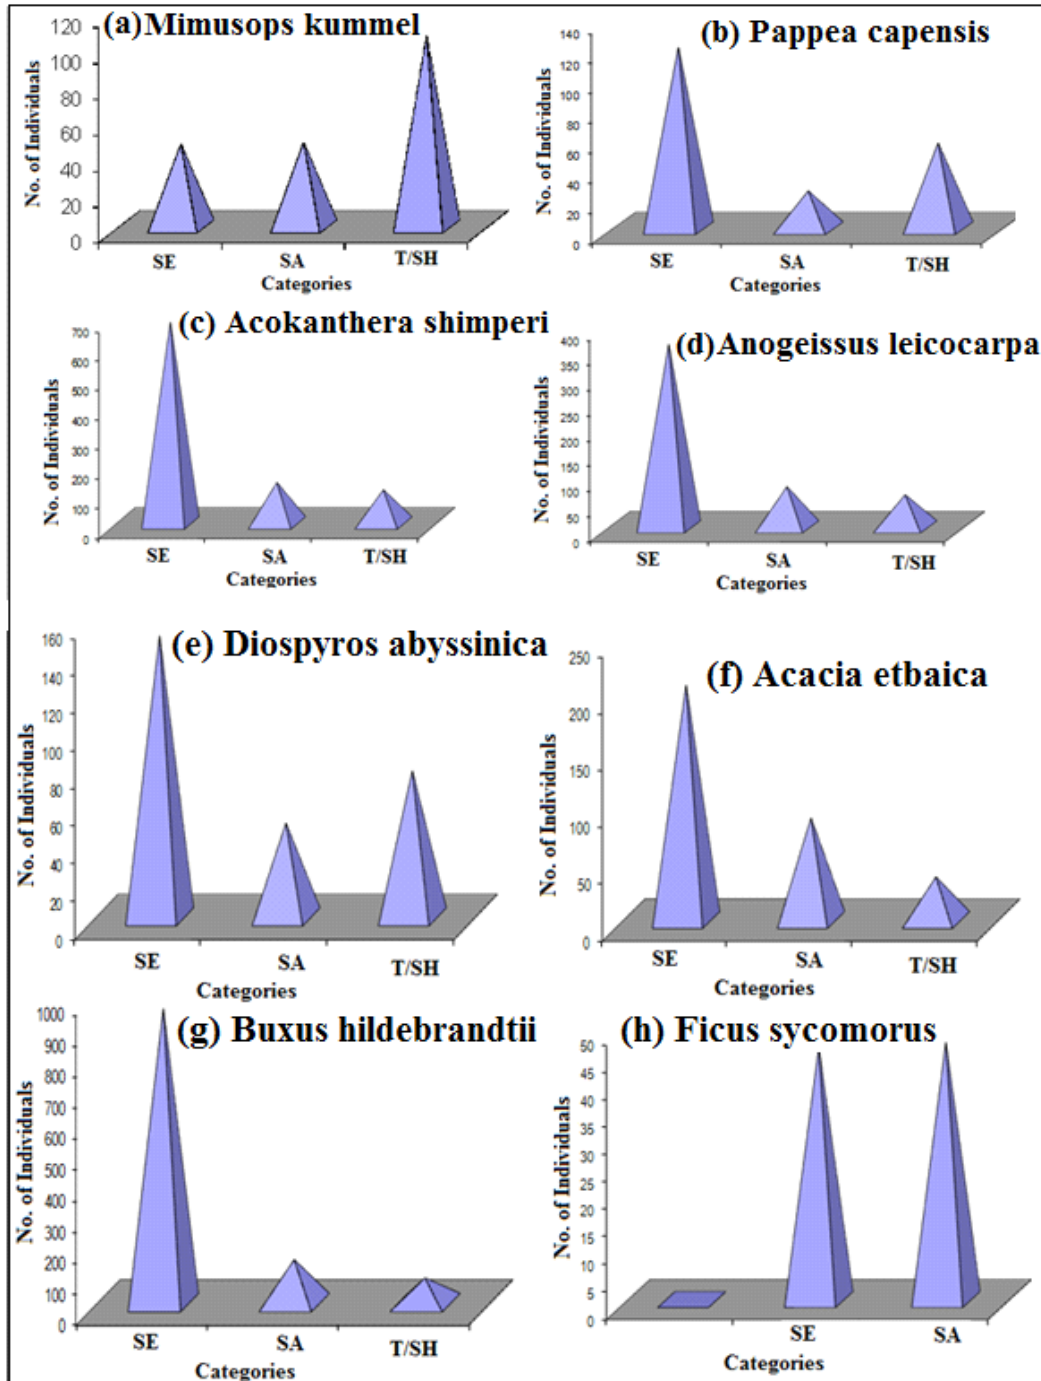 (a)Mimusops kummel
No. of Individuals
120
100
80
60
40
20
0
SE SA T/SH
Categories
(b) Pappea capensis
No. of Individuals
140
120
100
80
60
40
20
0
SE SA T/SH
Categories
(c) Acokanthera shimperi
No. of Individuals
700
600
500
400
300
200
100
0
SE SA T/SH
Categories
(d)Anogeissus leicocarpa
No. of Individuals
400
350
300
250
200
150
100
50
0
SE SA T/SH
Categories
(e) Diospyros abyssinica
No. of Individuals
160
140
120
100
80
60
40
20
0
SE SA T/SH
Categories
(f) Acacia etbaica
No. of Individuals
250
200
150
100
50
0
SE SA T/SH
Categories
(g) Buxus hildebrandtii
No. of Individuals
1000
900
800
700
600
500
400
300
200
100
0
SE SA T/SH
Categories
(h) Ficus sycomorus
No. of Individuals
50
45
40
35
30
25
20
15
10
5
0
SE SA
Categories